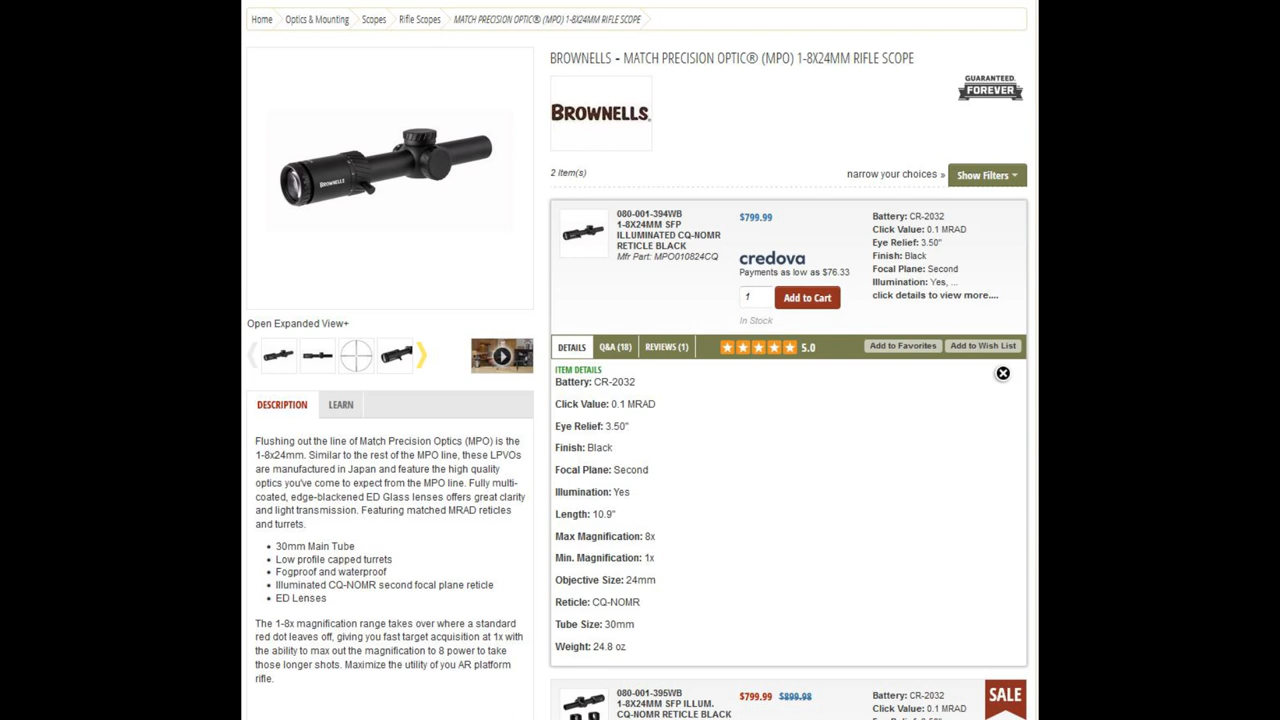 Home Optics & Mounting Scopes Rifle Scopes MATCH PRECISION OPTIC® (MPO) 1-8X24MM RIFLE SCOPE
BROWNELLS
Open Expanded View+
DESCRIPTION LEARN
Flushing out the line of Match Precision Optics (MPO) is the
1-8x24mm. Similar to the rest of the MPO line, these LPVOs
are manufactured in Japan and feature the high quality
optics you've come to expect from the MPO line. Fully multi-
coated, edge-blackened ED Glass lenses offers great clarity
and light transmission. Featuring matched MRAD reticles
and turrets.
• 30mm Main Tube
• Low profile capped turrets
• Fogproof and waterproof
• Illuminated CQ-NOMR second focal plane reticle
• ED Lenses
The 1-8x magnification range takes over where a standard
red dot leaves off, giving you fast target acquisition at 1x with
the ability to max out the magnification to 8 power to take
those longer shots. Maximize the utility of you AR platform
rifle.
BROWNELLS - MATCH PRECISION OPTIC® (MPO) 1-8X24MM RIFLE SCOPE
BROWNELLS.
GUARANTEED.
FOREVER
2 Item(s)
narrow your choices » Show Filters
080-001-394WB
1-8X24MM SFP
ILLUMINATED CQ-NOMR
RETICLE BLACK
Mfr Part: MPO010824CQ
$799.99
credova
Payments as low as $76.33
1 Add to Cart
In Stock
Battery: CR-2032
Click Value: 0.1 MRAD
Eye Relief: 3.50"
Finish: Black
Focal Plane: Second
Illumination: Yes, ...
click details to view more....
DETAILS Q&A (18) REVIEWS (1) 5.0 Add to Favorites Add to Wish List
ITEM DETAILS
Battery: CR-2032
Click Value: 0.1 MRAD
Eye Relief: 3.50"
Finish: Black
Focal Plane: Second
Illumination: Yes
Length: 10.9"
Max Magnification: 8x
Min. Magnification: 1x
Objective Size: 24mm
Reticle: CQ-NOMR
Tube Size: 30mm
Weight: 24.8 oz
080-001-395WB
1-8X24MM SFP ILLUM.
CQ-NOMR RETICLE BLACK
$799.99 $899.98
Battery: CR-2032
Click Value: 0.1 MRAD
SALE